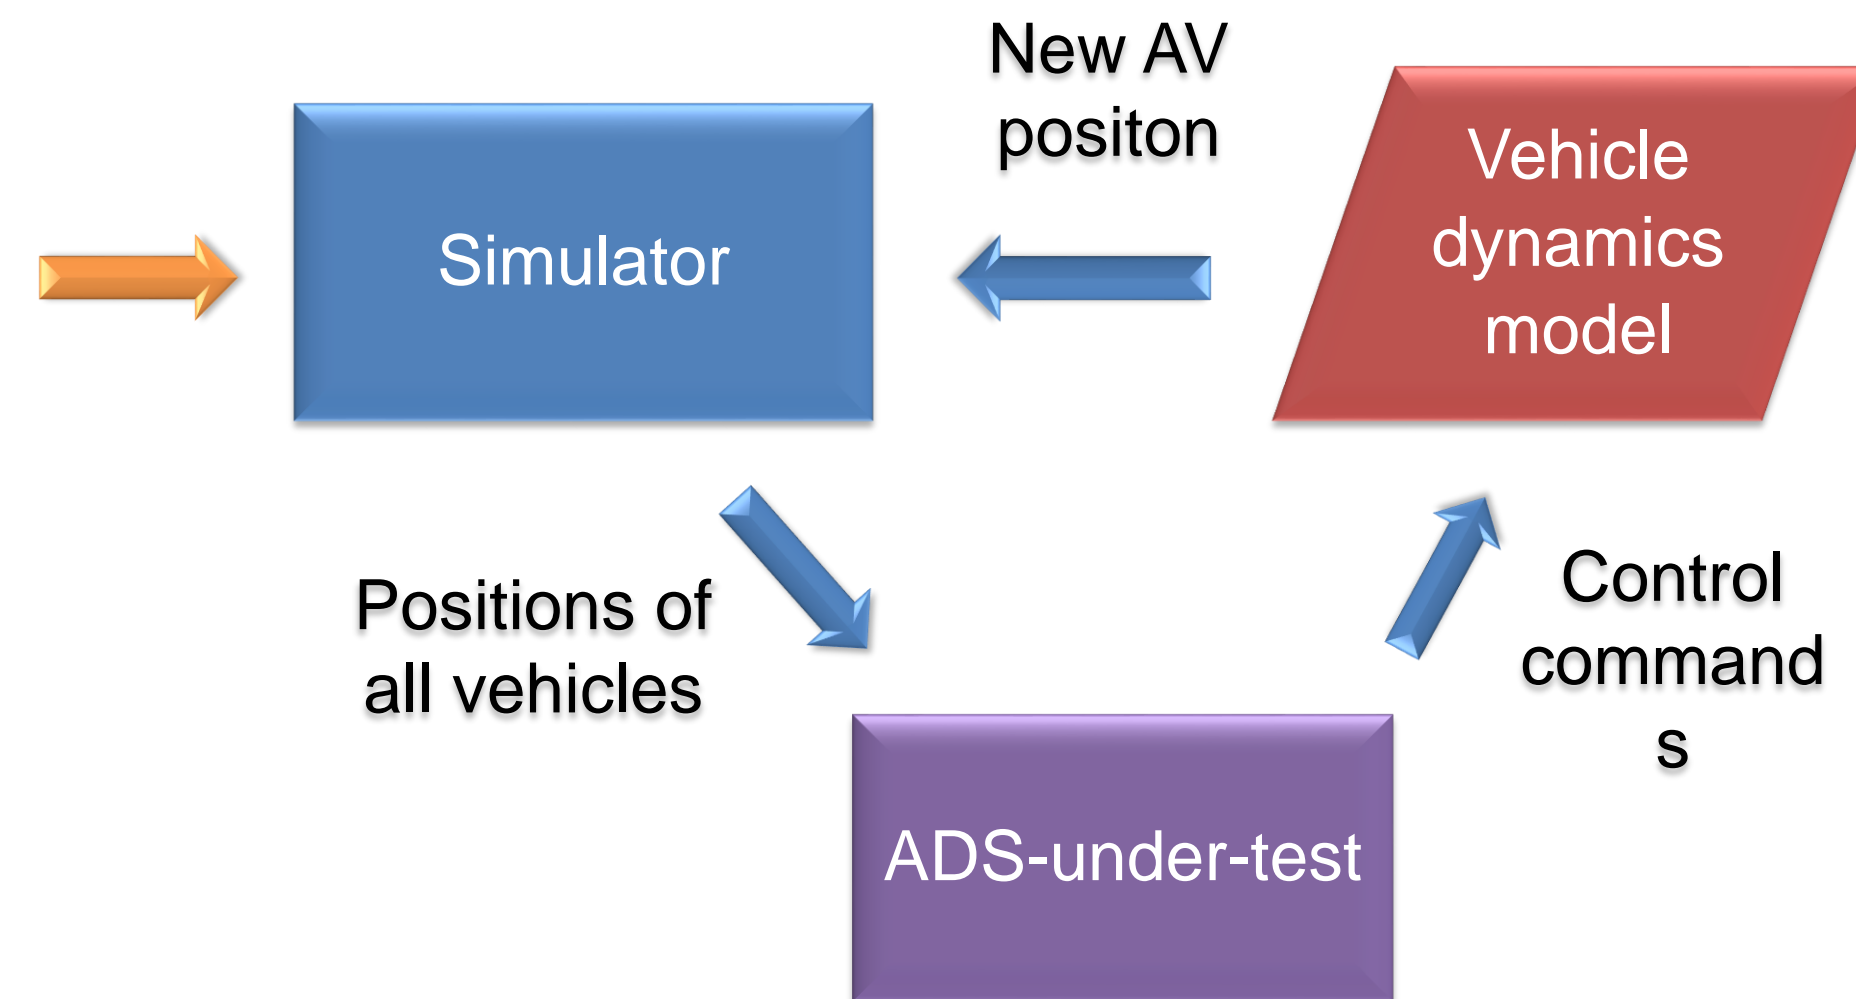 New AV
positon
Simulator
Vehicle
dynamics
model
Positions of
all vehicles
Control
command
s
ADS-under-test